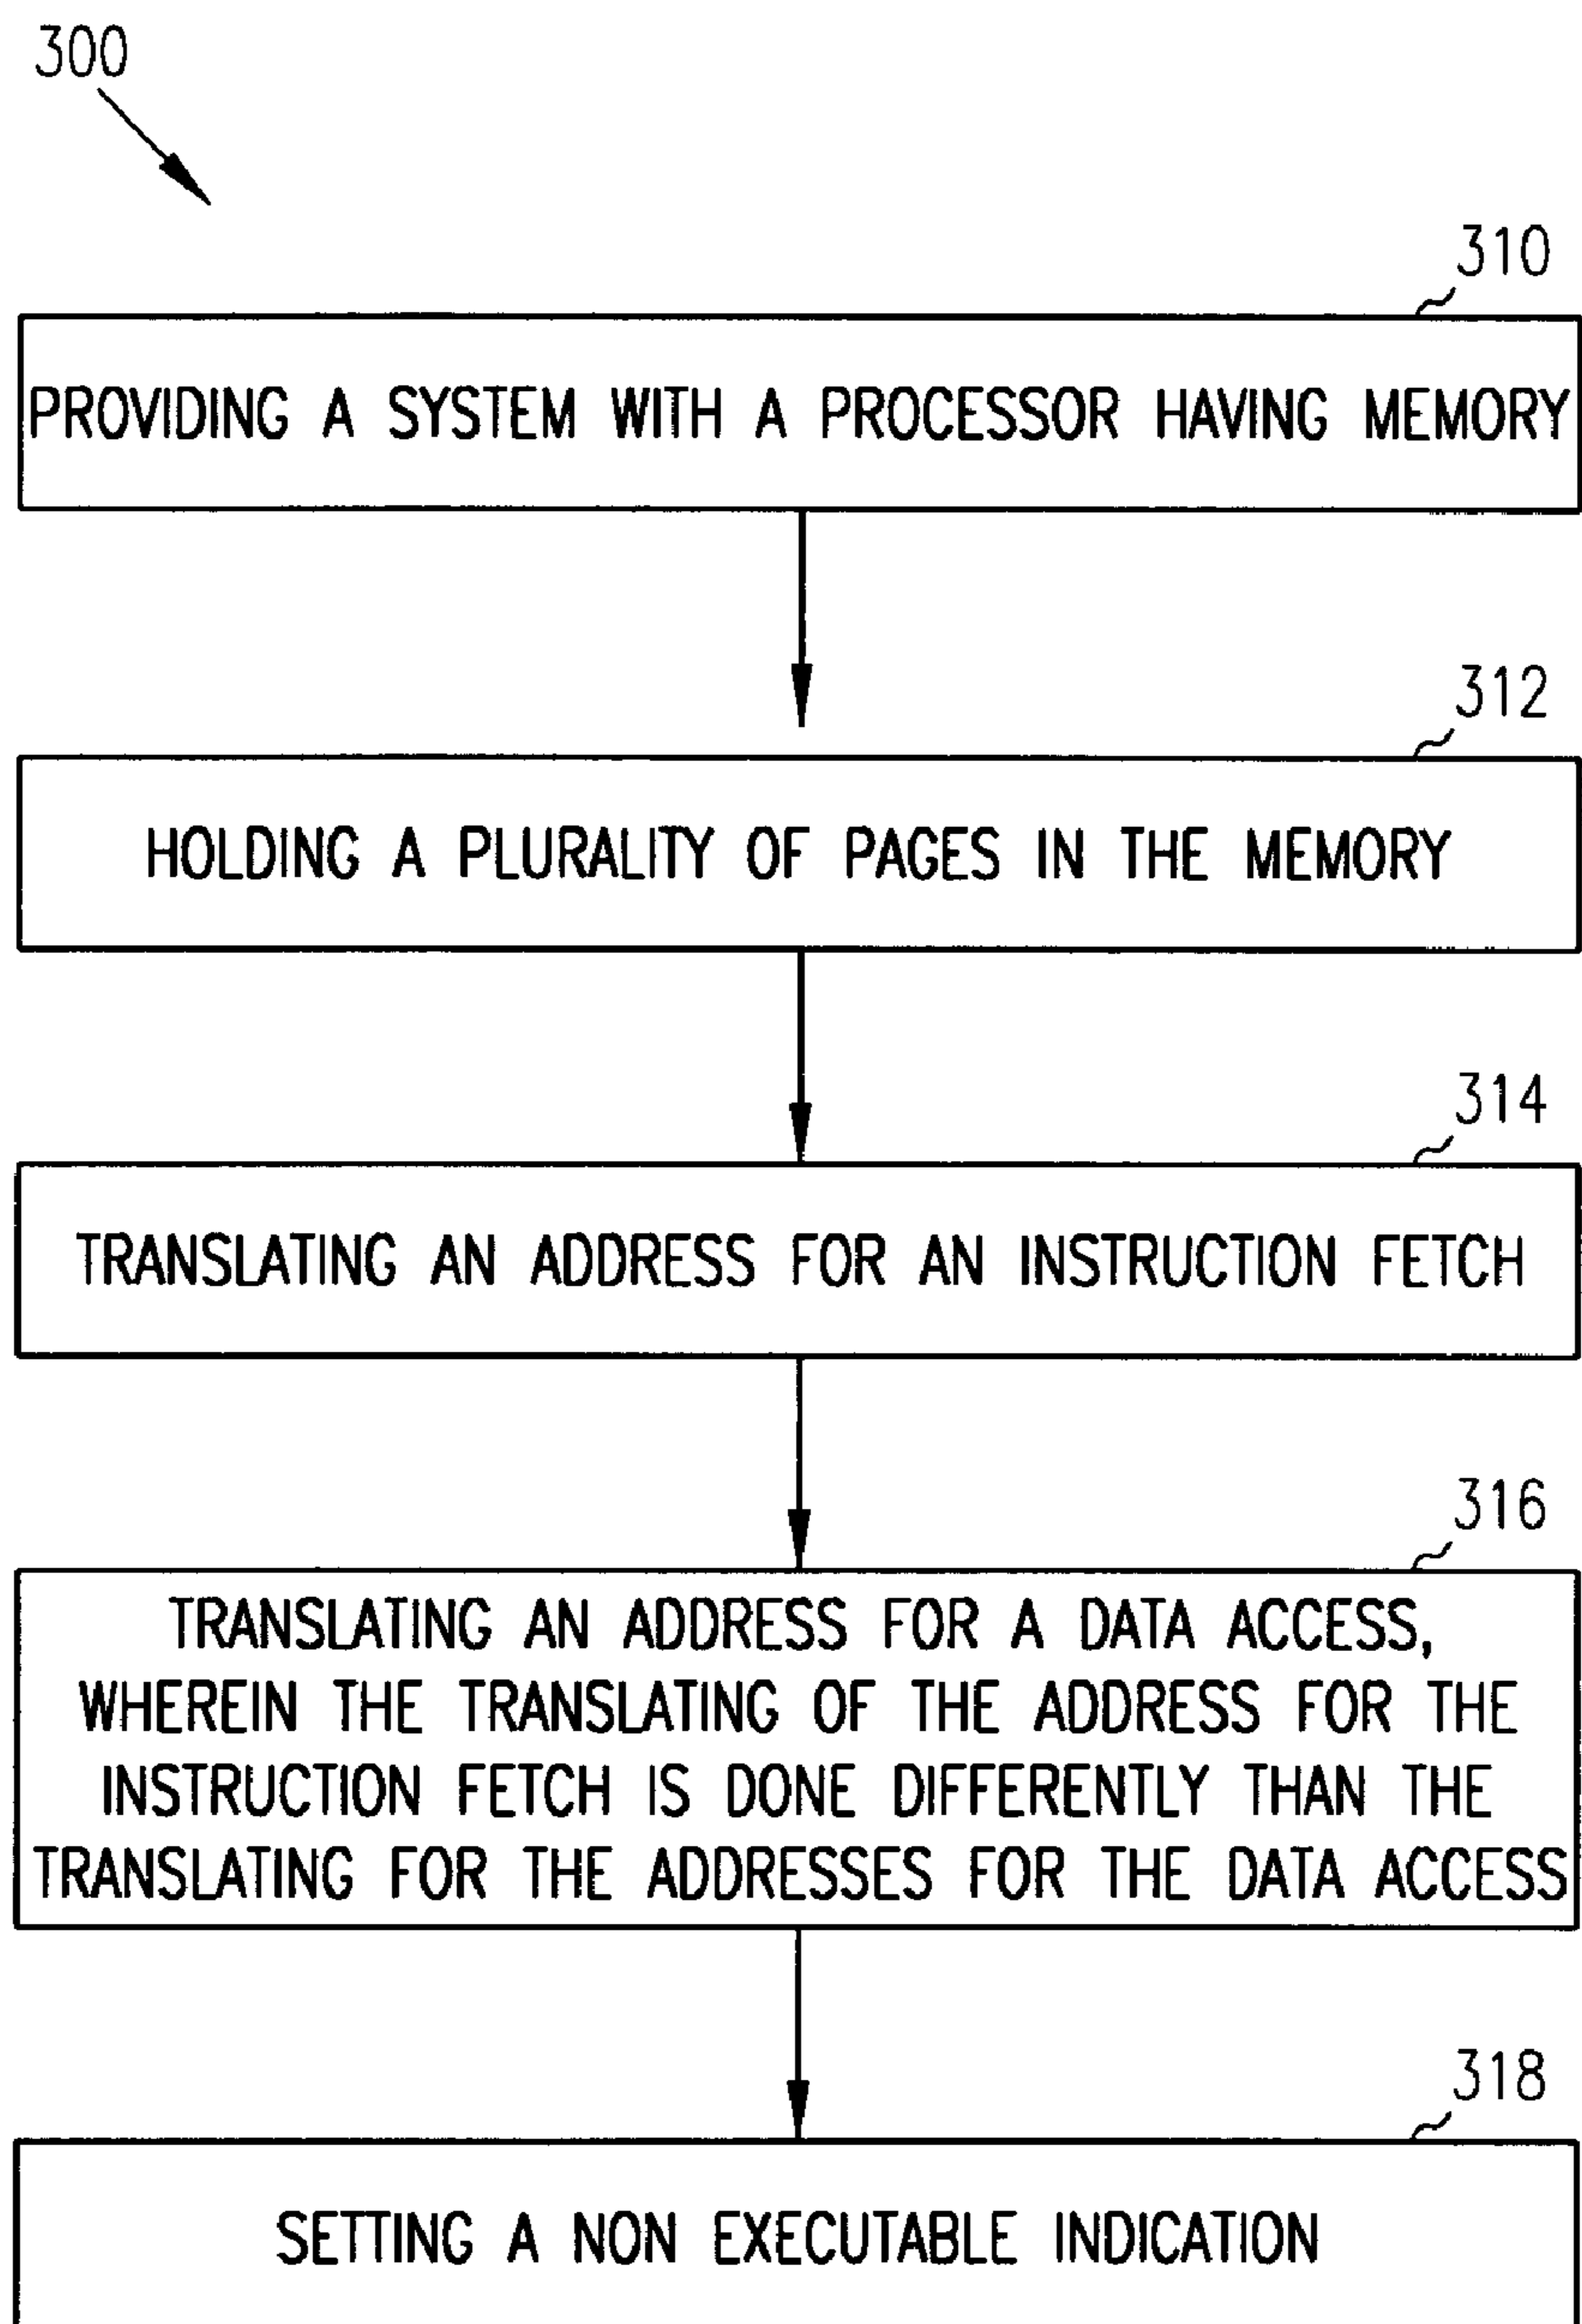 300
310
PROVIDING A SYSTEM WITH A PROCESSOR HAVING MEMORY
312
HOLDING A PLURALITY OF PAGES IN THE MEMORY
314
TRANSLATING AN ADDRESS FOR AN INSTRUCTION FETCH
316
TRANSLATING AN ADDRESS FOR A DATA ACCESS,
WHEREIN THE TRANSLATING OF THE ADDRESS FOR THE
INSTRUCTION FETCH IS DONE DIFFERENTLY THAN THE
TRANSLATING FOR THE ADDRESSES FOR THE DATA ACCESS
318
SETTING A NON EXECUTABLE INDICATION